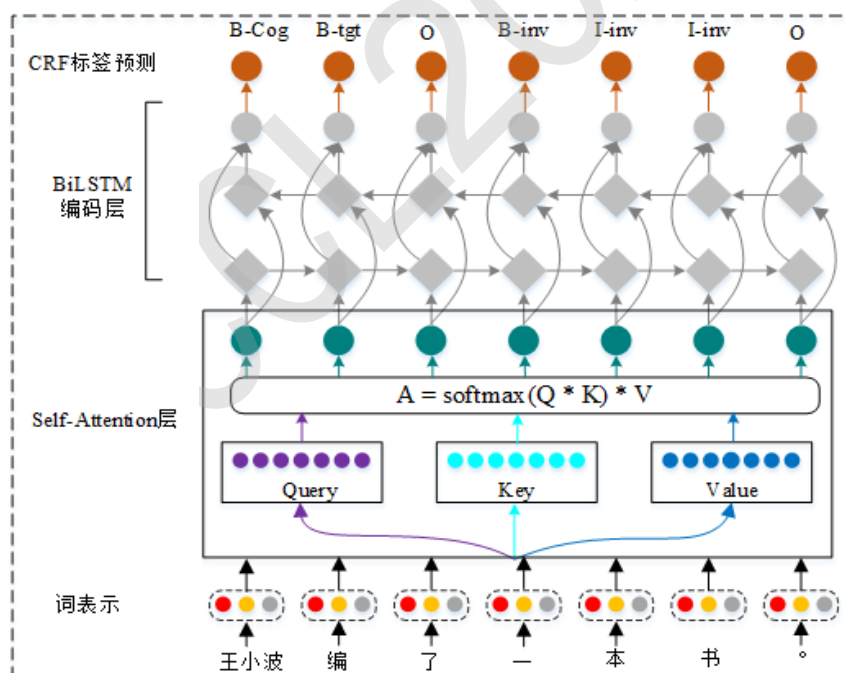 B-Cog B-tgt O B-inv I-inv I-inv O
CRF标签预测
BiLSTM
编码层
A = softmax(Q * K) * V
Self-Attention层
Query Key Value
词表示
王小波 编 了 一 本 书 。